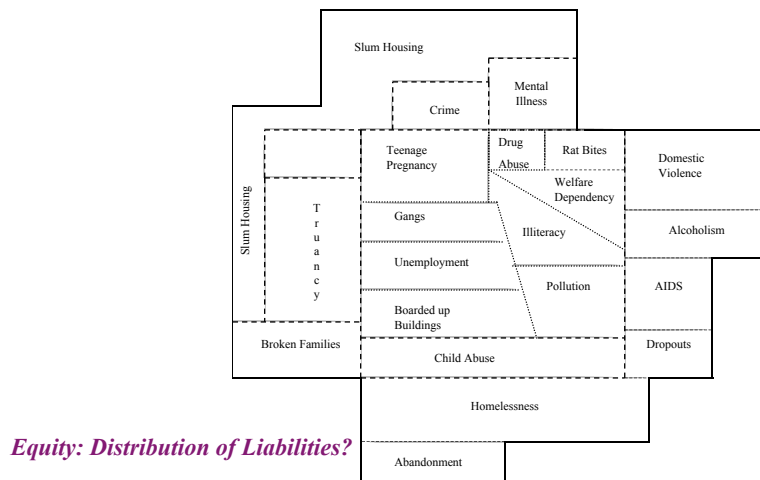 Slum Housing
Mental
Illness
Crime
Teenage
Pregnancy
Drug
Abuse
Rat Bites
Domestic
Violence
Welfare
Dependency
Slum Housing
Truancy
Gangs
Illiteracy
Alcoholism
Unemployment
Pollution
AIDS
Boarded up
Buildings
Broken Families
Child Abuse
Dropouts
Homelessness
Equity: Distribution of Liabilities?
Abandonment